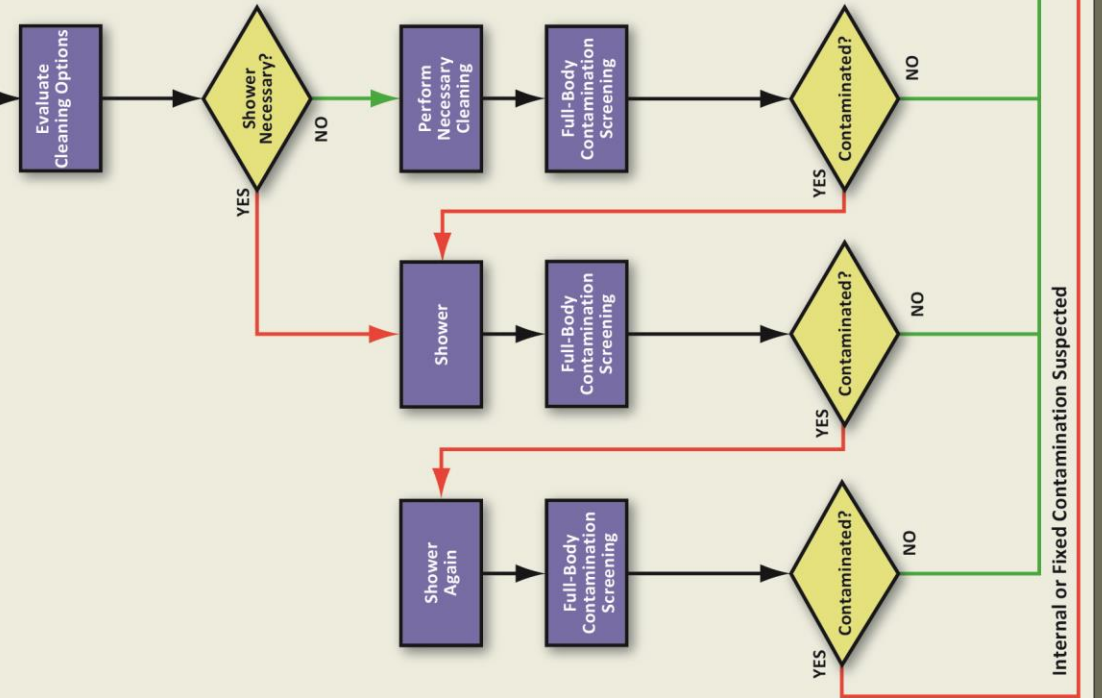 Evaluate
Cleaning Options
Shower
Necessary?
YES
NO
Perform
Necessary
Cleaning
Full-Body
Contamination
Screening
Contaminated?
YES
NO
Shower
Full-Body
Contamination
Screening
Contaminated?
YES
NO
Shower
Again
Full-Body
Contamination
Screening
Contaminated?
YES
NO
Internal or Fixed Contamination Suspected